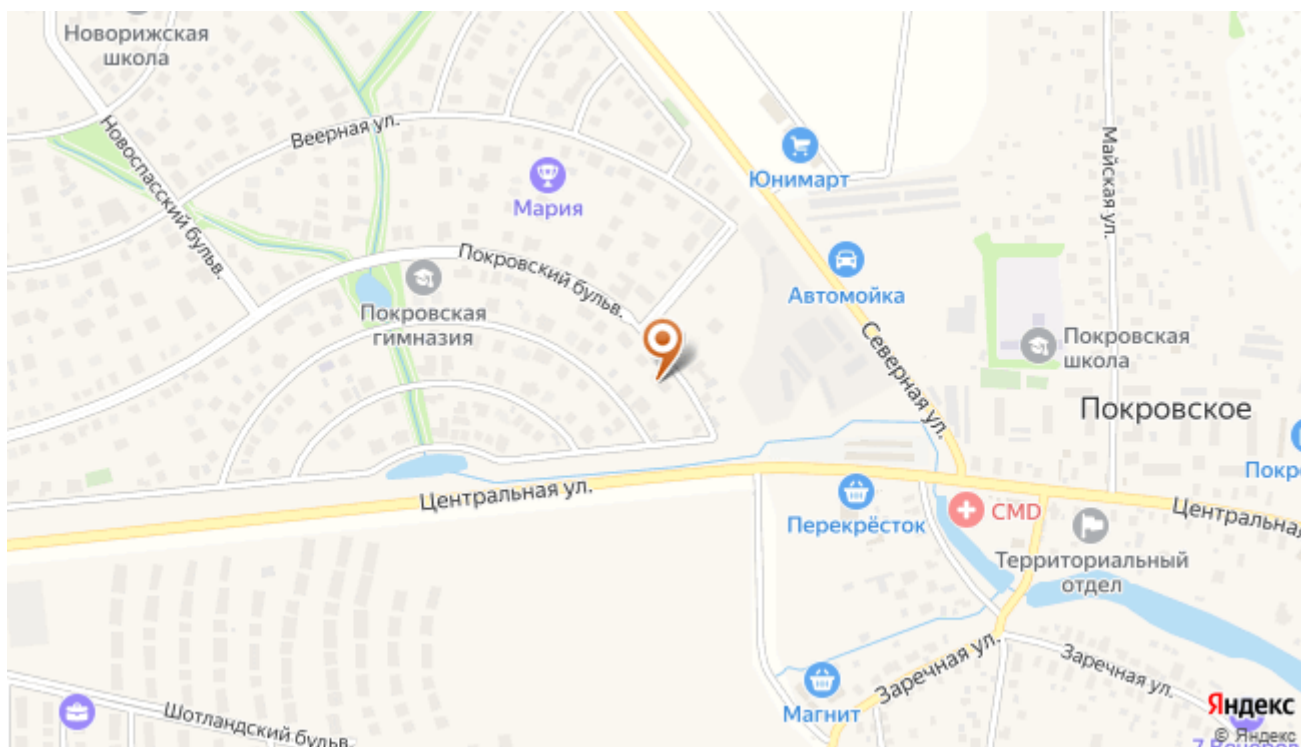 Новорижская
школа
Веерная ул.
Новоспасский бульв.
Мария
Юнимарт
Майская ул.
Покровский бульв.
Покровская
гимназия
Автомойка
Северная ул.
Покровская
школа
Покровское
Покро
Центральная ул.
Перекрёсток
CMD
Центральная
Территориальный
отдел
Заречная ул.
Заречная ул.
Магнит
Шотландский бульв.
Яндекс
© Яндекс